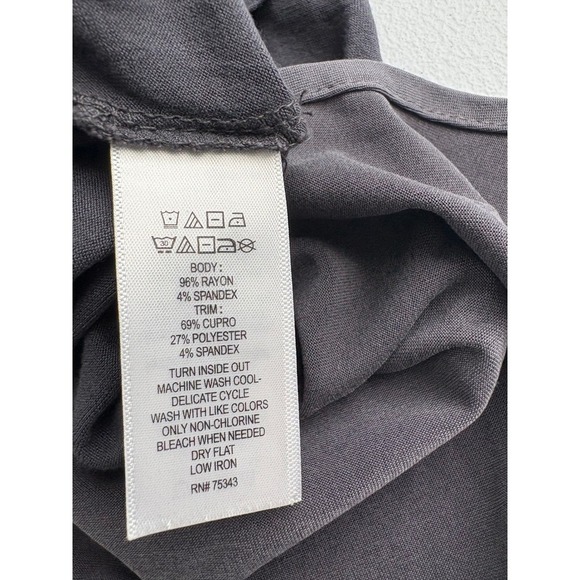 30
BODY :
96% RAYON
4% SPANDEX
TRIM :
69% CUPRO
27% POLYESTER
4% SPANDEX
TURN INSIDE OUT
MACHINE WASH COOL-
DELICATE CYCLE
WASH WITH LIKE COLORS
ONLY NON-CHLORINE
BLEACH WHEN NEEDED
DRY FLAT
LOW IRON
RN# 75343